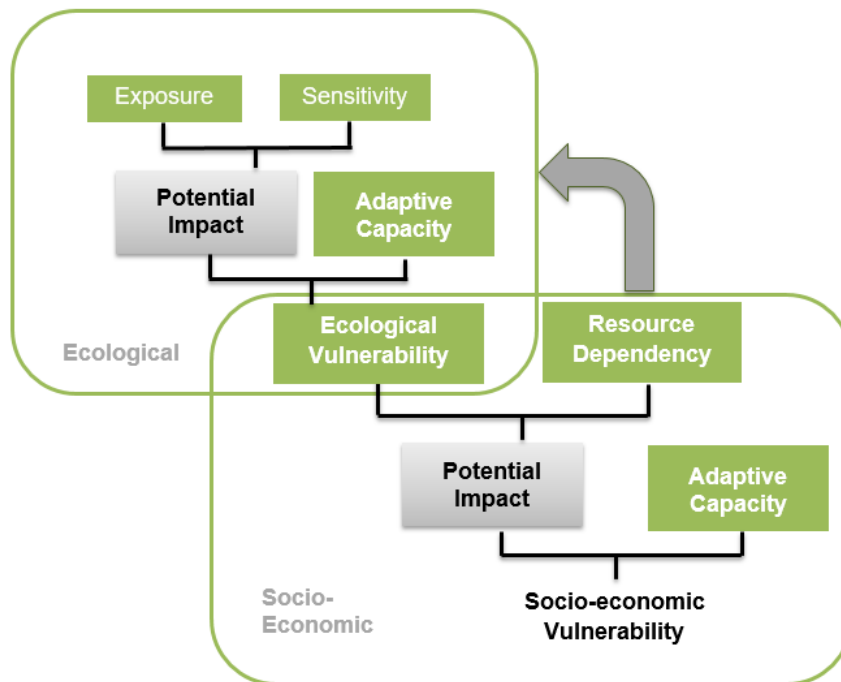 Exposure
Sensitivity
Potential
Impact
Adaptive
Capacity
Ecological
Ecological
Vulnerability
Resource
Dependency
Potential
Impact
Adaptive
Capacity
Socio-
Economic
Socio-economic
Vulnerability